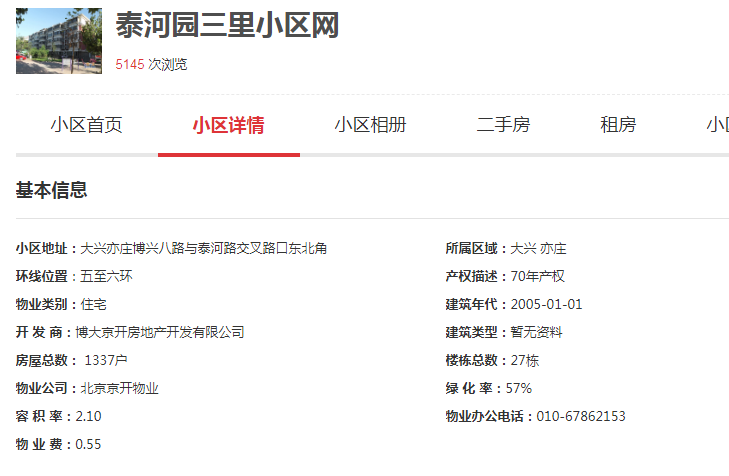 泰河园三里小区网
5145 次浏览
小区首页 小区详情 小区相册 二手房 租房 小
基本信息
小区地址：大兴亦庄博兴八路与泰河路交叉路口东北角 所属区域：大兴 亦庄
环线位置：五至六环 产权描述：70年产权
物业类别：住宅 建筑年代：2005-01-01
开 发 商：博大京开房地产开发有限公司 建筑类型：暂无资料
房屋总数： 1337户 楼栋总数：27栋
物业公司：北京京开物业 绿 化 率：57%
容 积 率：2.10 物业办公电话：010-67862153
物 业 费：0.55